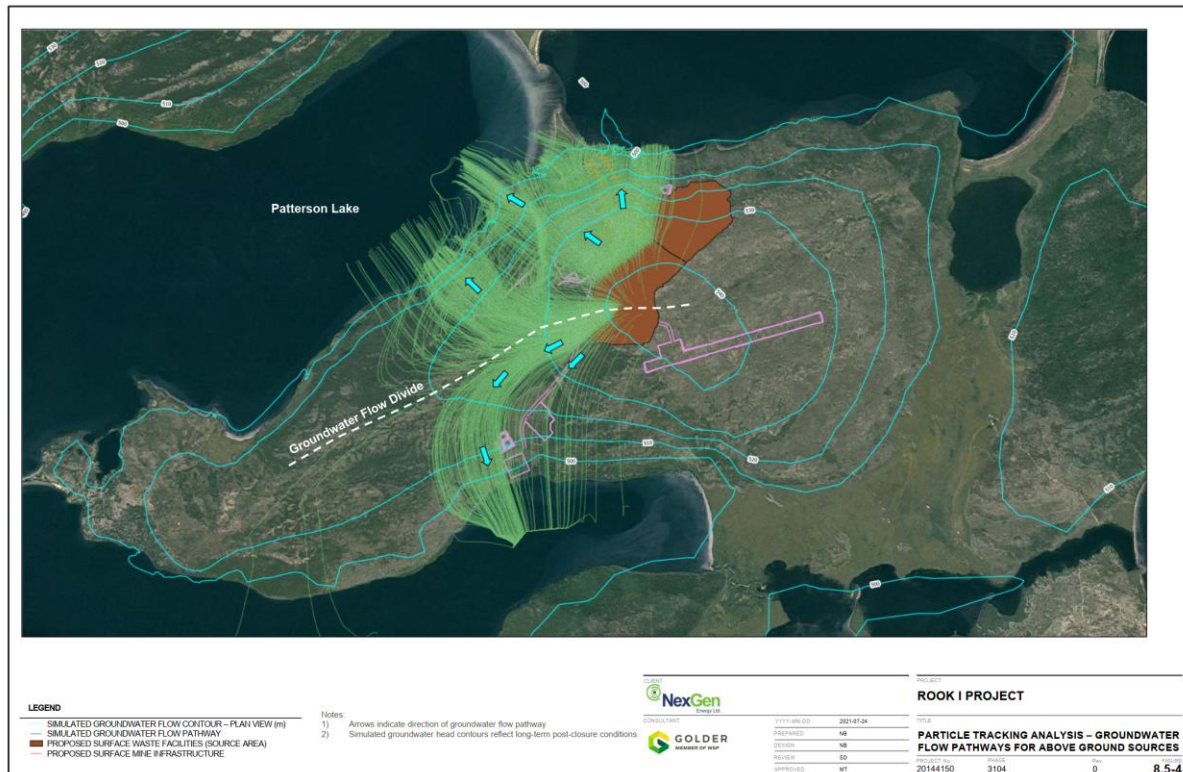 Patterson Lake
Groundwater Flow Divide
LEGEND
SIMULATED GROUNDWATER FLOW CONTOUR – PLAN VIEW (m)
SIMULATED GROUNDWATER FLOW PATHWAY
PROPOSED SURFACE WASTE FACILITIES (SOURCE AREA)
PROPOSED SURFACE MINE INFRASTRUCTURE
Notes:
1) Arrows indicate direction of groundwater flow pathway
2) Simulated groundwater head contours reflect long-term post-closure conditions
CLIENT
NexGen
Energy Ltd.
CONSULTANT
GOLDER
MEMBER OF WSP
YYYY-MM-DD 2021-07-24
PREPARED NB
DESIGN NB
REVIEW SD
APPROVED MT
PROJECT
ROOK I PROJECT
TITLE
PARTICLE TRACKING ANALYSIS – GROUNDWATER
FLOW PATHWAYS FOR ABOVE GROUND SOURCES
PROJECT No. PHASE Rev. FIGURE
20144150 3104 0 8.5-4